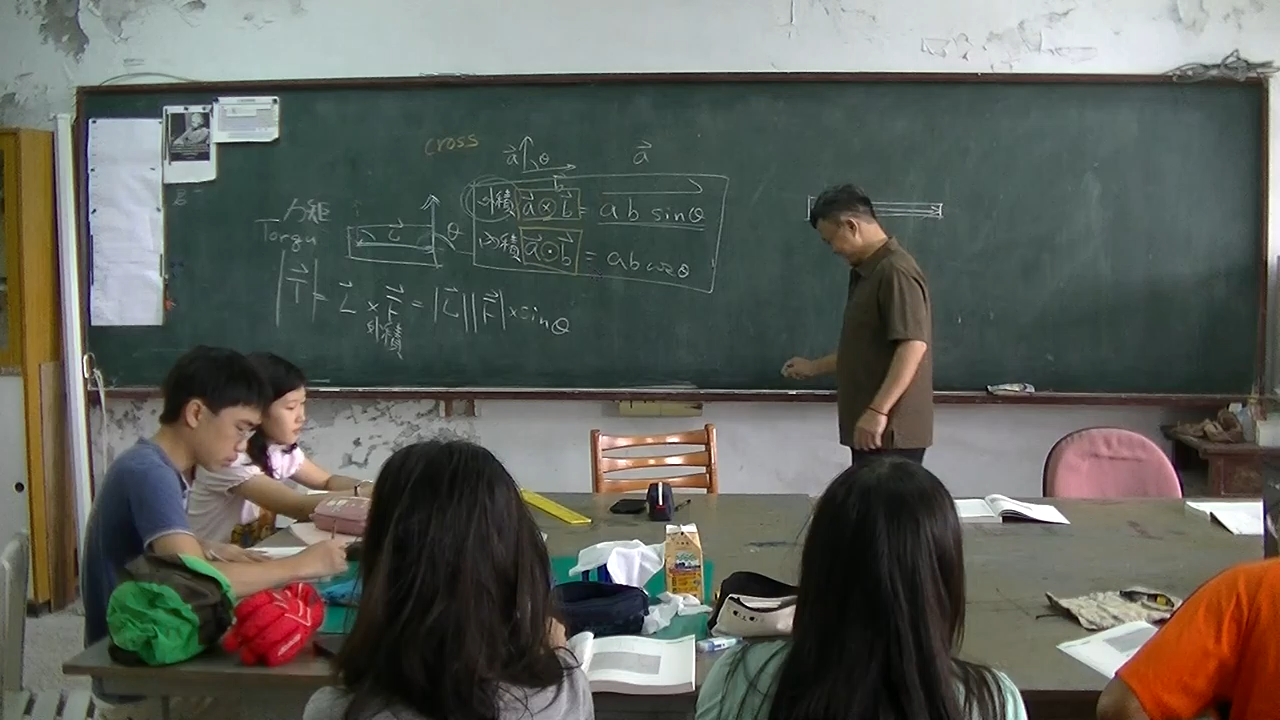 cross
a⃗ θ
b⃗
a⃗
外積 a⃗⊗b⃗ = ab sinθ
內積 a⃗⊙b⃗ = ab cosθ
力矩
Torqu
L⃗ θ
|T⃗| = L⃗ × F⃗ = |L⃗||F⃗| × sinθ
外積